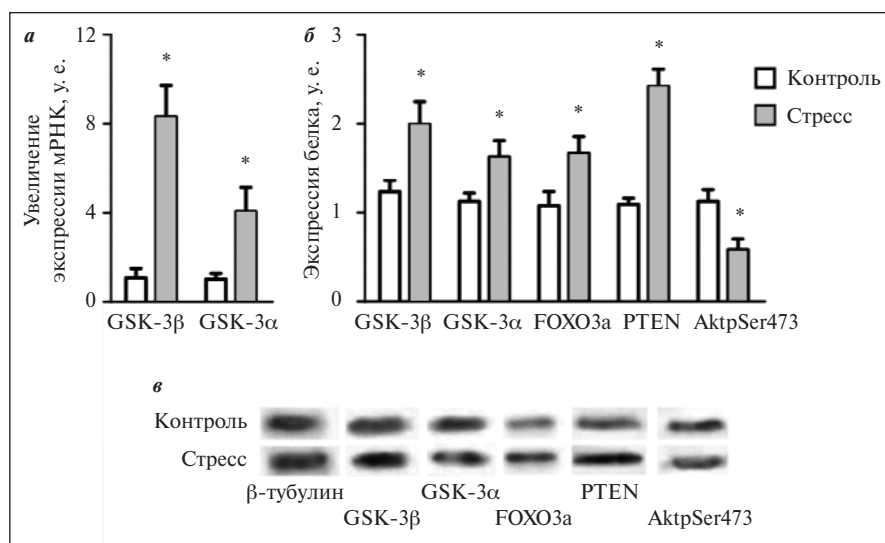 а
Увеличение
экспрессии мРНК, у. е.
12
8
4
0
*
*
GSK-3β GSK-3α
б
Экспрессия белка, у. е.
3
2
1
0
*
*
*
*
*
GSK-3β GSK-3α FOXO3a PTEN AktpSer473
Контроль
Стресс
в
Контроль
Стресс
β-тубулин GSK-3α PTEN
GSK-3β FOXO3a AktpSer473